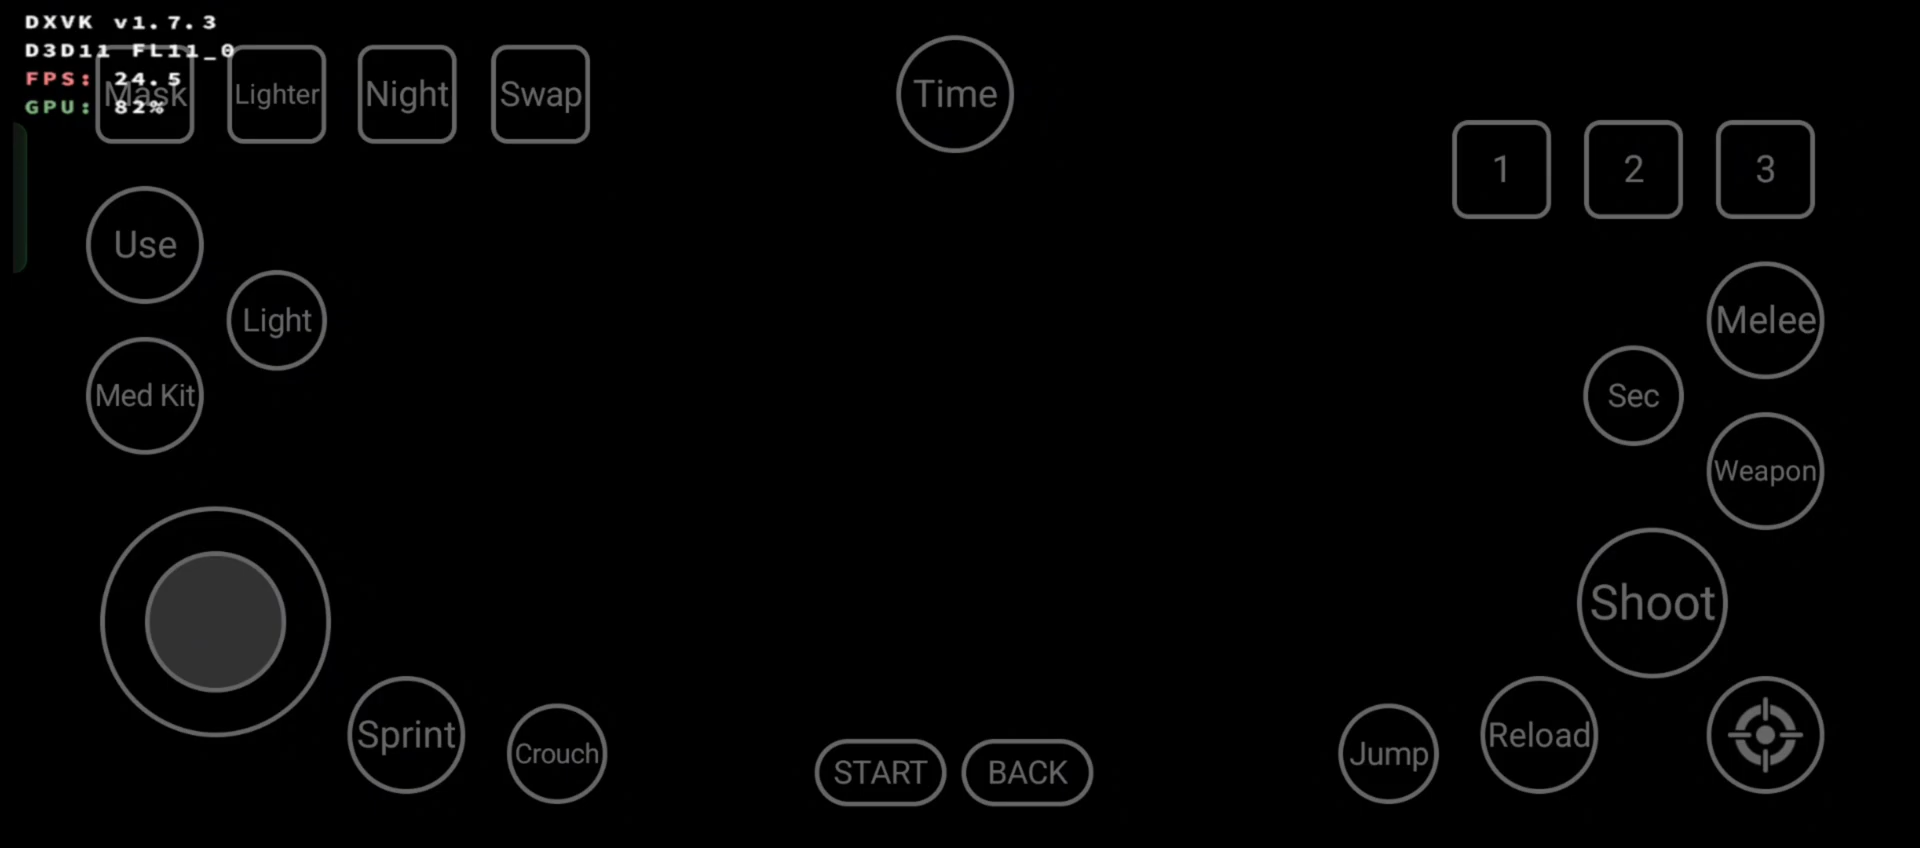 DXVK v1.7.3
D3D11 FL11_0
FPS: 24.5
GPU: 82%
Mask
Lighter
Night
Swap
Time
1
2
3
Use
Light
Med Kit
Melee
Sec
Weapon
Shoot
Sprint
Crouch
START
BACK
Jump
Reload